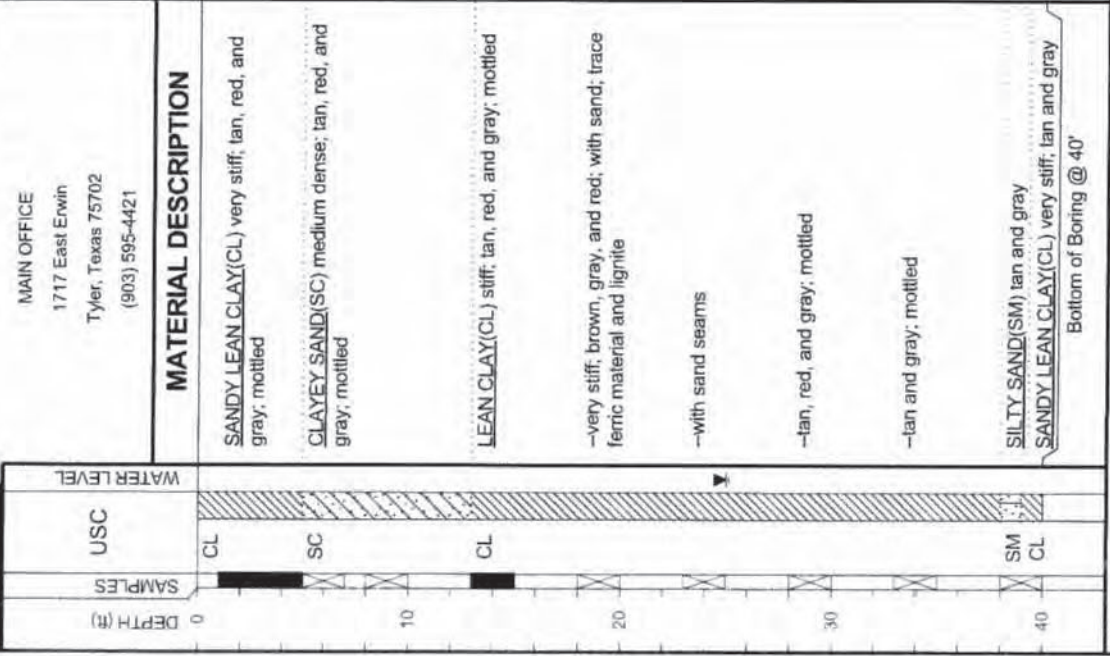 MAIN OFFICE
1717 East Erwin
Tyler, Texas 75702
(903) 595-4421
DEPTH (ft)
SAMPLES
USC
WATER LEVEL
MATERIAL DESCRIPTION
0
CL
SANDY LEAN CLAY(CL) very stiff; tan, red, and
gray; mottled
SC
CLAYEY SAND(SC) medium dense; tan, red, and
gray; mottled
10
CL
LEAN CLAY(CL) stiff; tan, red, and gray; mottled
20
--very stiff; brown, gray, and red; with sand; trace
ferric material and lignite
--with sand seams
30
--tan, red, and gray; mottled
--tan and gray; mottled
SM
SILTY SAND(SM) tan and gray
40
CL
SANDY LEAN CLAY(CL) very stiff; tan and gray
Bottom of Boring @ 40'